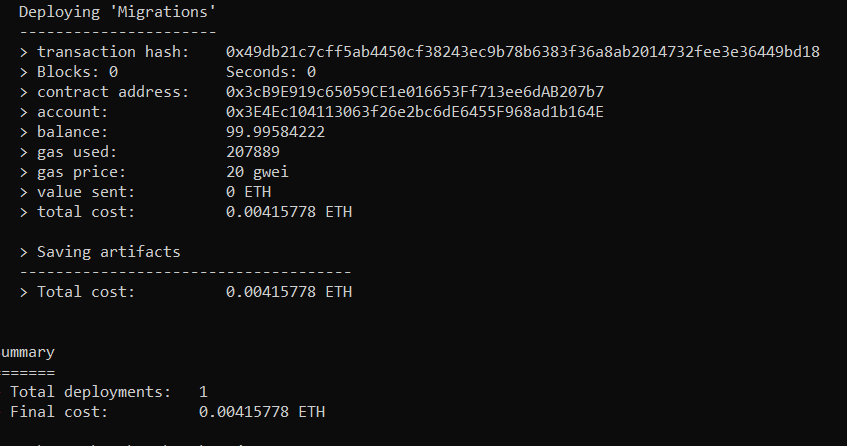 Deploying 'Migrations'
----------------------
> transaction hash:    0x49db21c7cff5ab4450cf38243ec9b78b6383f36a8ab2014732fee3e36449bd18
> Blocks: 0            Seconds: 0
> contract address:    0x3cB9E919c65059CE1e016653Ff713ee6dAB207b7
> account:             0x3E4Ec104113063f26e2bc6dE6455F968ad1b164E
> balance:             99.99584222
> gas used:            207889
> gas price:           20 gwei
> value sent:          0 ETH
> total cost:          0.00415778 ETH
> Saving artifacts
-------------------------------------
> Total cost:          0.00415778 ETH
ummary
======
Total deployments:   1
Final cost:          0.00415778 ETH